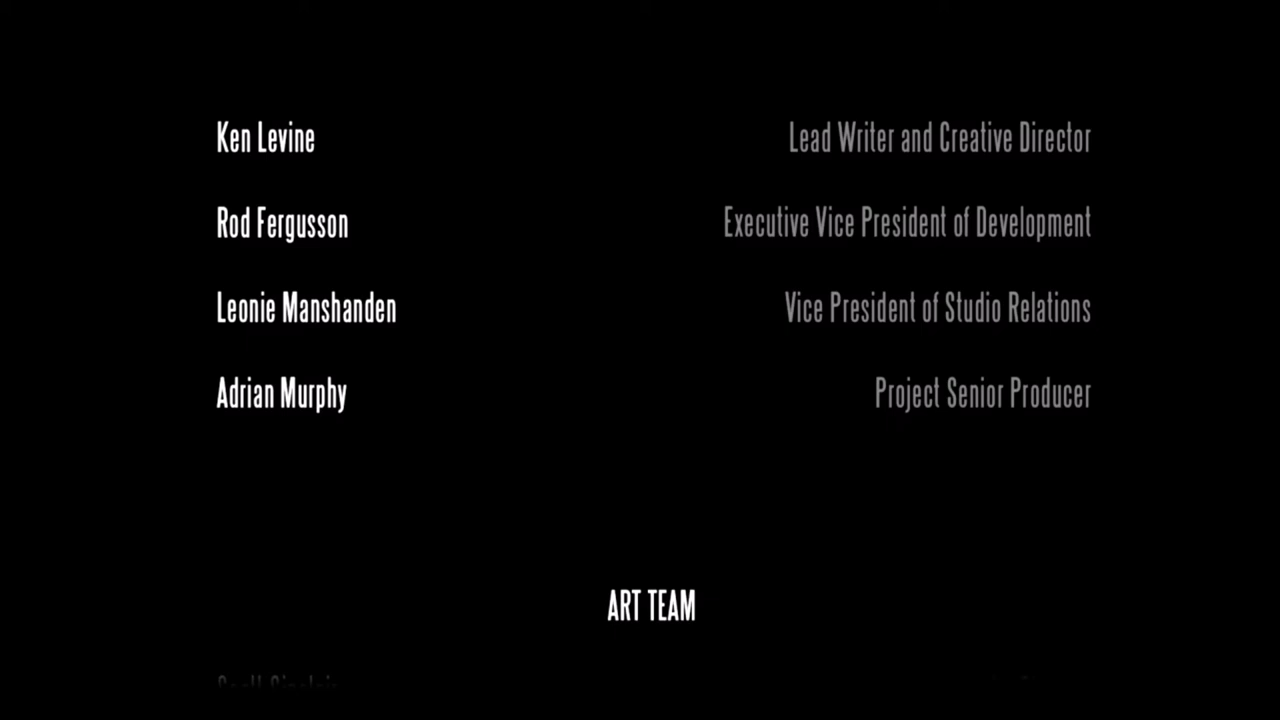 Ken Levine Lead Writer and Creative Director
Rod Fergusson Executive Vice President of Development
Leonie Manshanden Vice President of Studio Relations
Adrian Murphy Project Senior Producer
ART TEAM